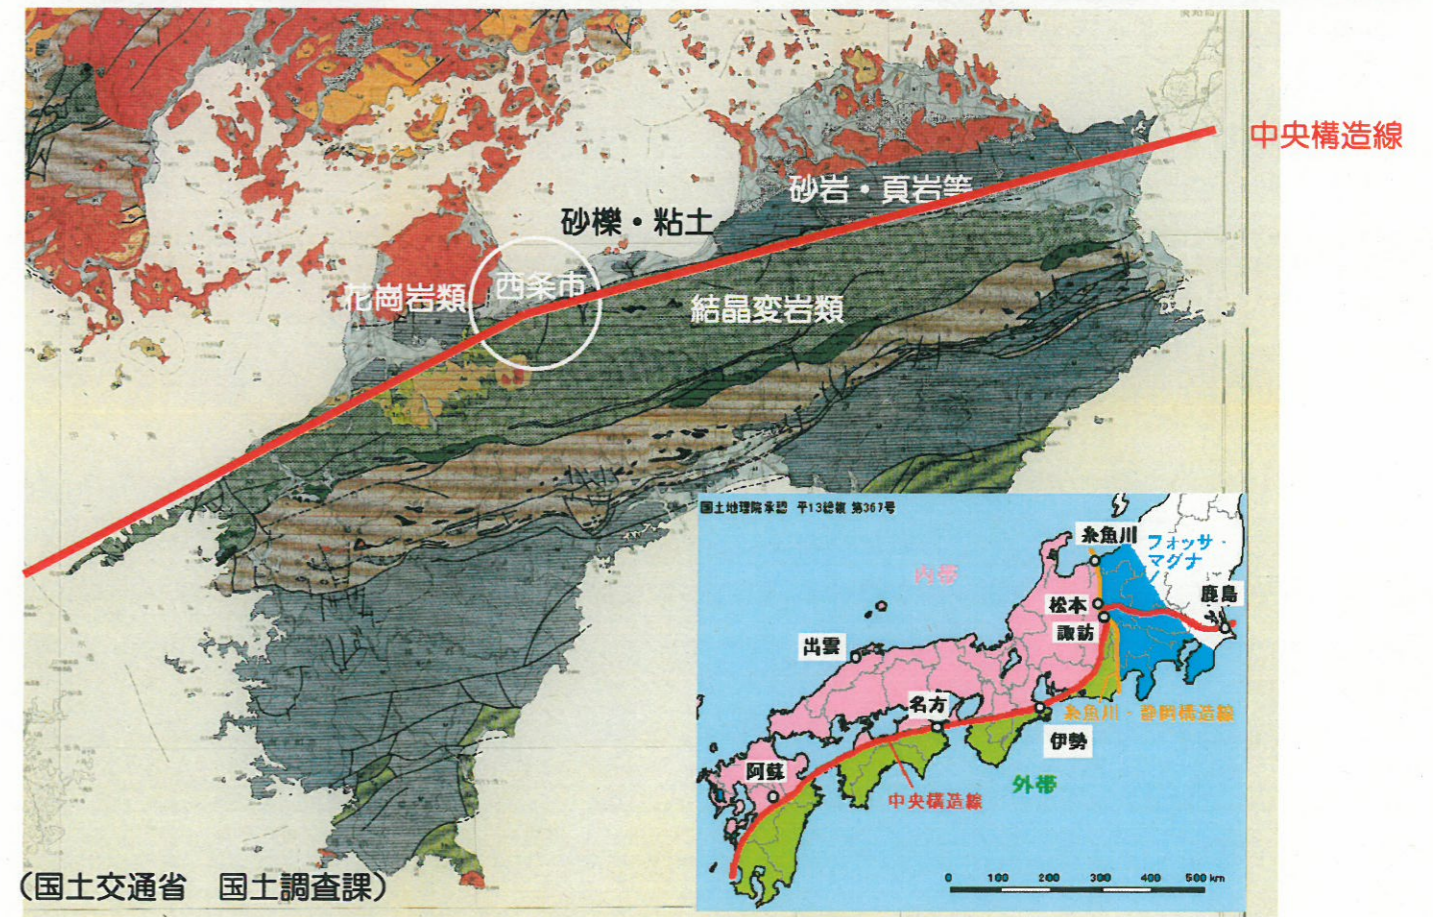 中央構造線
砂岩・頁岩等
砂礫・粘土
西条市
花崗岩類
結晶変岩類
国土地理院承認 平13総複 第367号
糸魚川
フォッサ・
マグナ
内帯
鹿島
松本
諏訪
出雲
名方
糸魚川・静岡構造線
伊勢
阿蘇
外帯
中央構造線
0 100 200 300 400 500 km
(国土交通省 国土調査課)